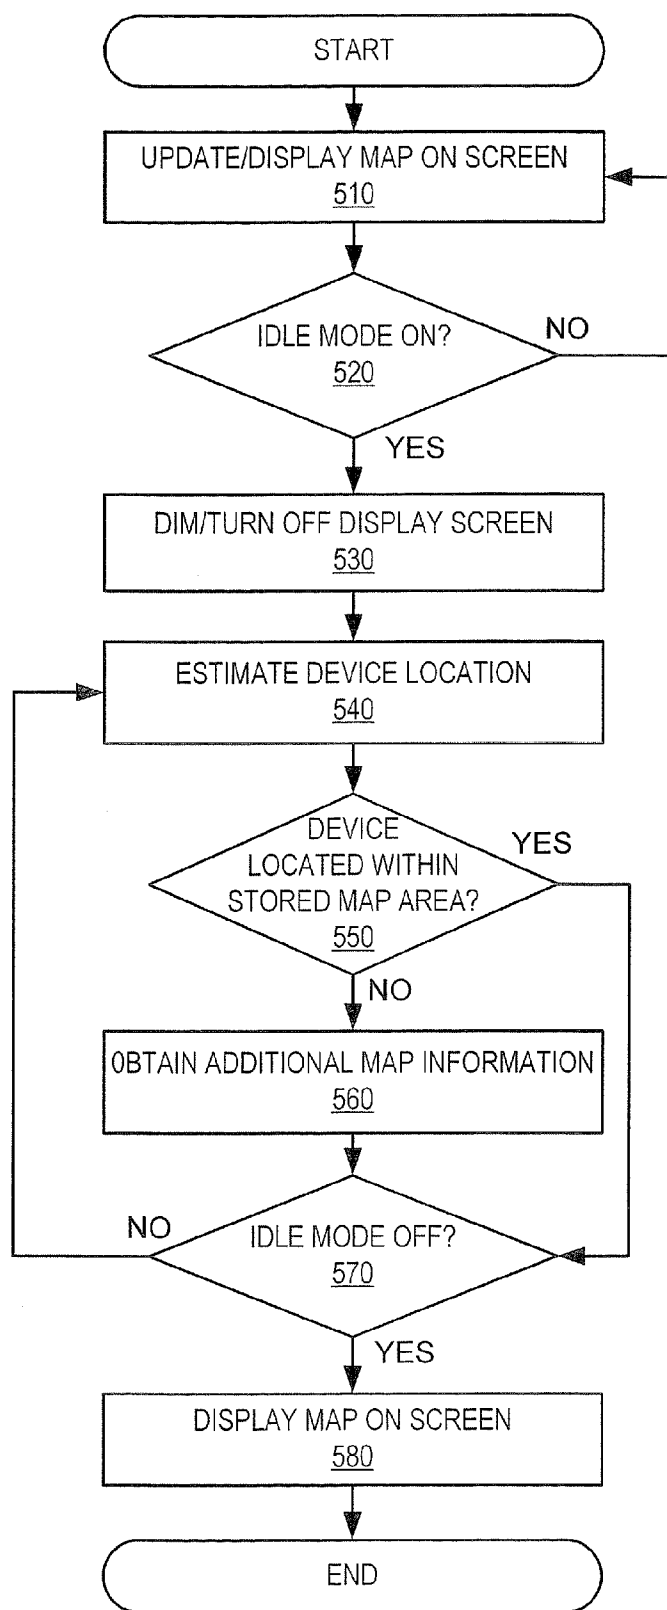 START
UPDATE/DISPLAY MAP ON SCREEN
510
IDLE MODE ON?
520
NO
YES
DIM/TURN OFF DISPLAY SCREEN
530
ESTIMATE DEVICE LOCATION
540
DEVICE
LOCATED WITHIN
STORED MAP AREA?
550
YES
NO
0BTAIN ADDITIONAL MAP INFORMATION
560
NO
IDLE MODE OFF?
570
YES
DISPLAY MAP ON SCREEN
580
END